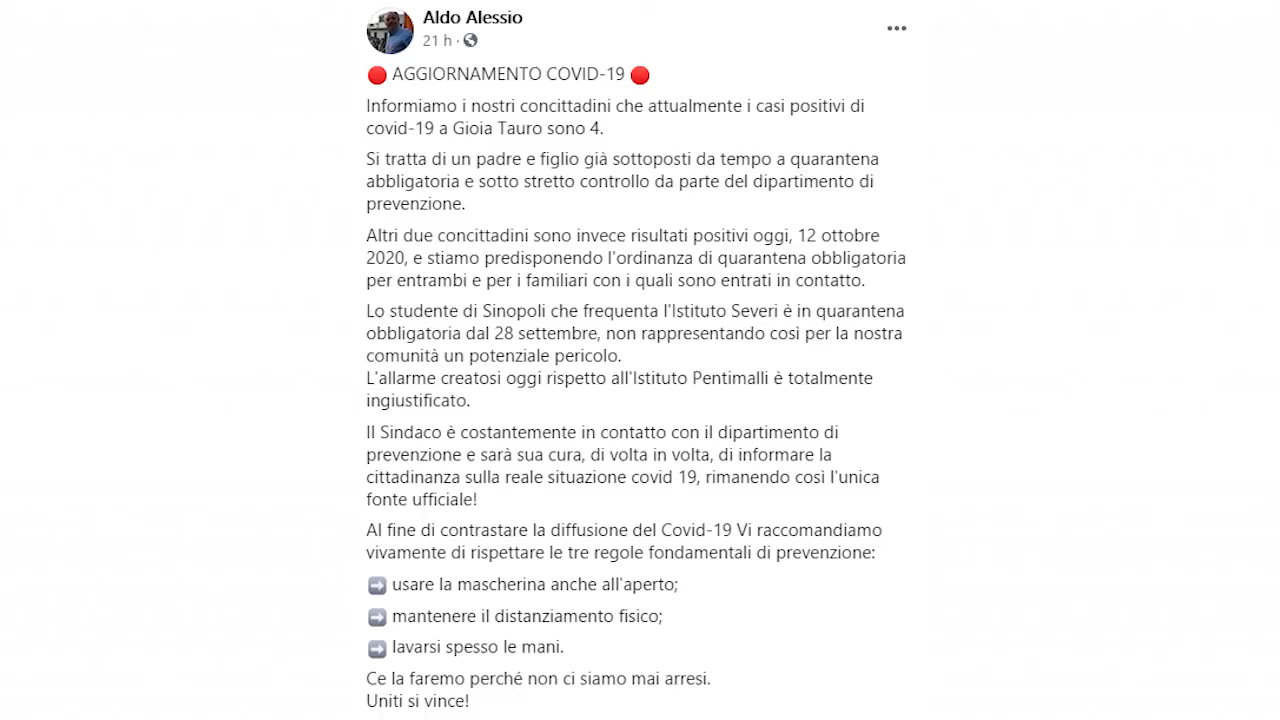 Aldo Alessio
21 h ·
🔴 AGGIORNAMENTO COVID-19 🔴
Informiamo i nostri concittadini che attualmente i casi positivi di
covid-19 a Gioia Tauro sono 4.
Si tratta di un padre e figlio già sottoposti da tempo a quarantena
abbligatoria e sotto stretto controllo da parte del dipartimento di
prevenzione.
Altri due concittadini sono invece risultati positivi oggi, 12 ottobre
2020, e stiamo predisponendo l'ordinanza di quarantena obbligatoria
per entrambi e per i familiari con i quali sono entrati in contatto.
Lo studente di Sinopoli che frequenta l'Istituto Severi è in quarantena
obbligatoria dal 28 settembre, non rappresentando così per la nostra
comunità un potenziale pericolo.
L'allarme creatosi oggi rispetto all'Istituto Pentimalli è totalmente
ingiustificato.
Il Sindaco è costantemente in contatto con il dipartimento di
prevenzione e sarà sua cura, di volta in volta, di informare la
cittadinanza sulla reale situazione covid 19, rimanendo così l'unica
fonte ufficiale!
Al fine di contrastare la diffusione del Covid-19 Vi raccomandiamo
vivamente di rispettare le tre regole fondamentali di prevenzione:
➡ usare la mascherina anche all'aperto;
➡ mantenere il distanziamento fisico;
➡ lavarsi spesso le mani.
Ce la faremo perché non ci siamo mai arresi.
Uniti si vince!